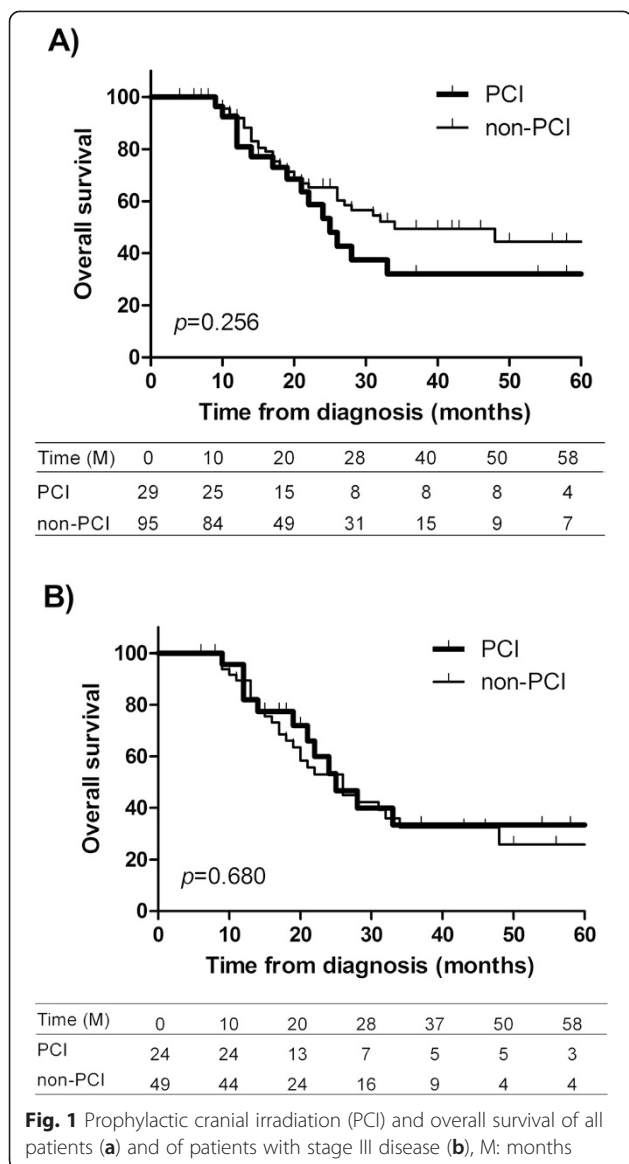 A)
PCI
non-PCI
100
80
60
40
20
0
Overall survival
p=0.256
0 10 20 30 40 50 60
Time from diagnosis (months)
Time (M) 0 10 20 28 40 50 58
PCI 29 25 15 8 8 8 4
non-PCI 95 84 49 31 15 9 7
B)
PCI
non-PCI
100
80
60
40
20
0
Overall survival
p=0.680
0 10 20 30 40 50 60
Time from diagnosis (months)
Time (M) 0 10 20 28 37 50 58
PCI 24 24 13 7 5 5 3
non-PCI 49 44 24 16 9 4 4
Fig. 1 Prophylactic cranial irradiation (PCI) and overall survival of all
patients (a) and of patients with stage III disease (b), M: months